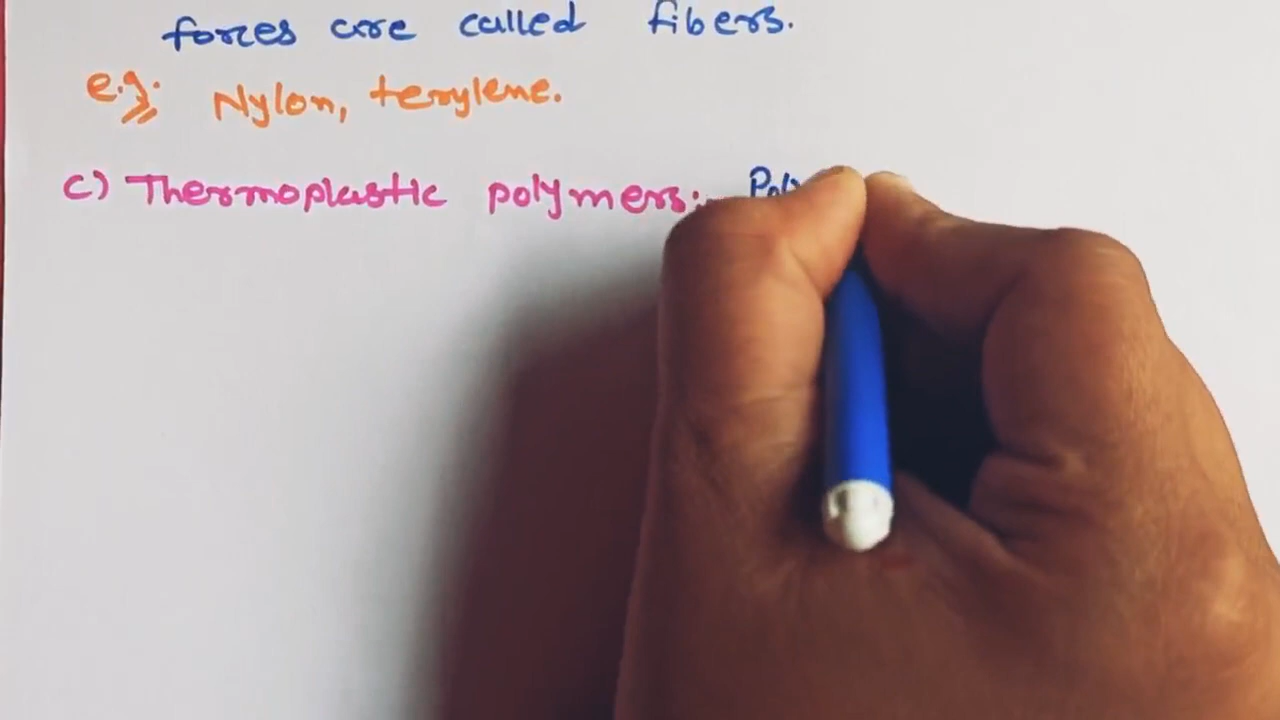 forces are called fibers.
e.g:- Nylon, terylene.
c) Thermoplastic polymers:-